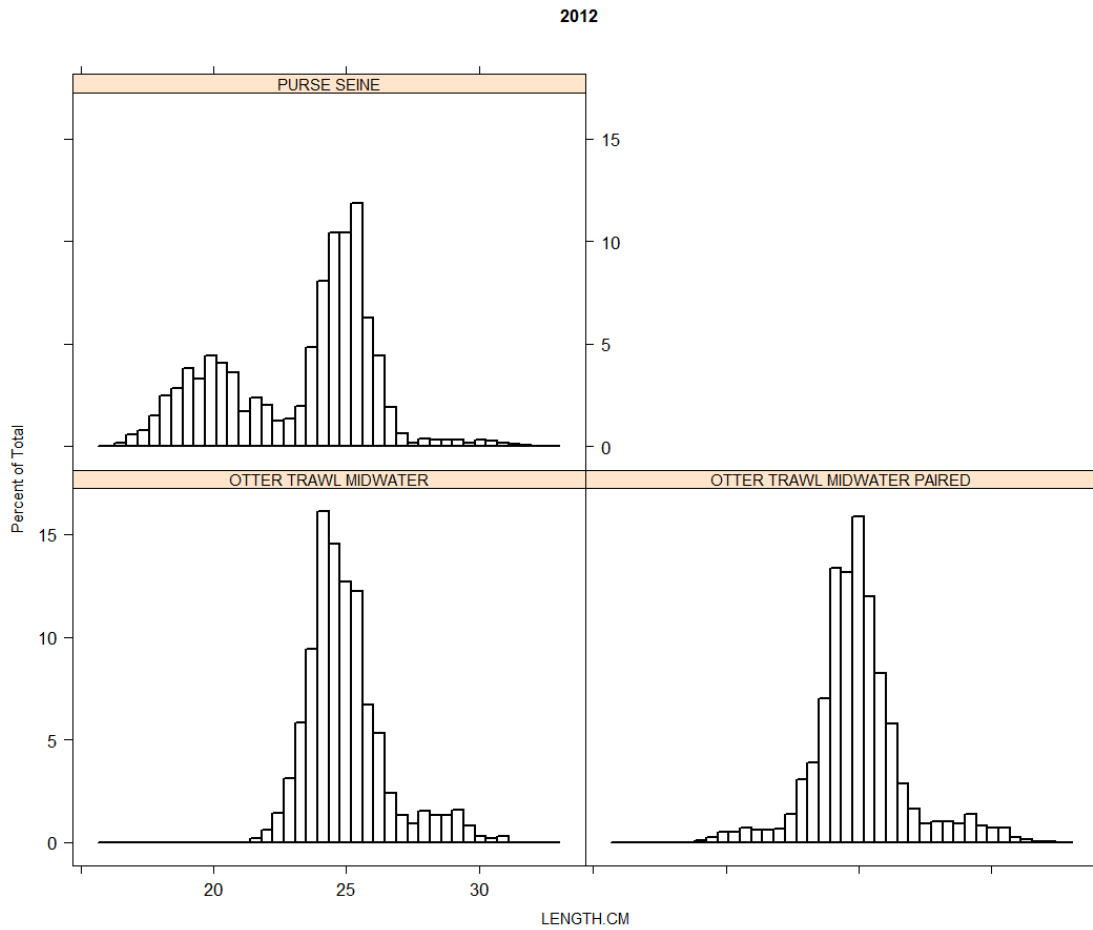 2012
PURSE SEINE
15
10
5
0
Percent of Total
OTTER TRAWL MIDWATER
OTTER TRAWL MIDWATER PAIRED
15
10
5
0
20 25 30
LENGTH.CM